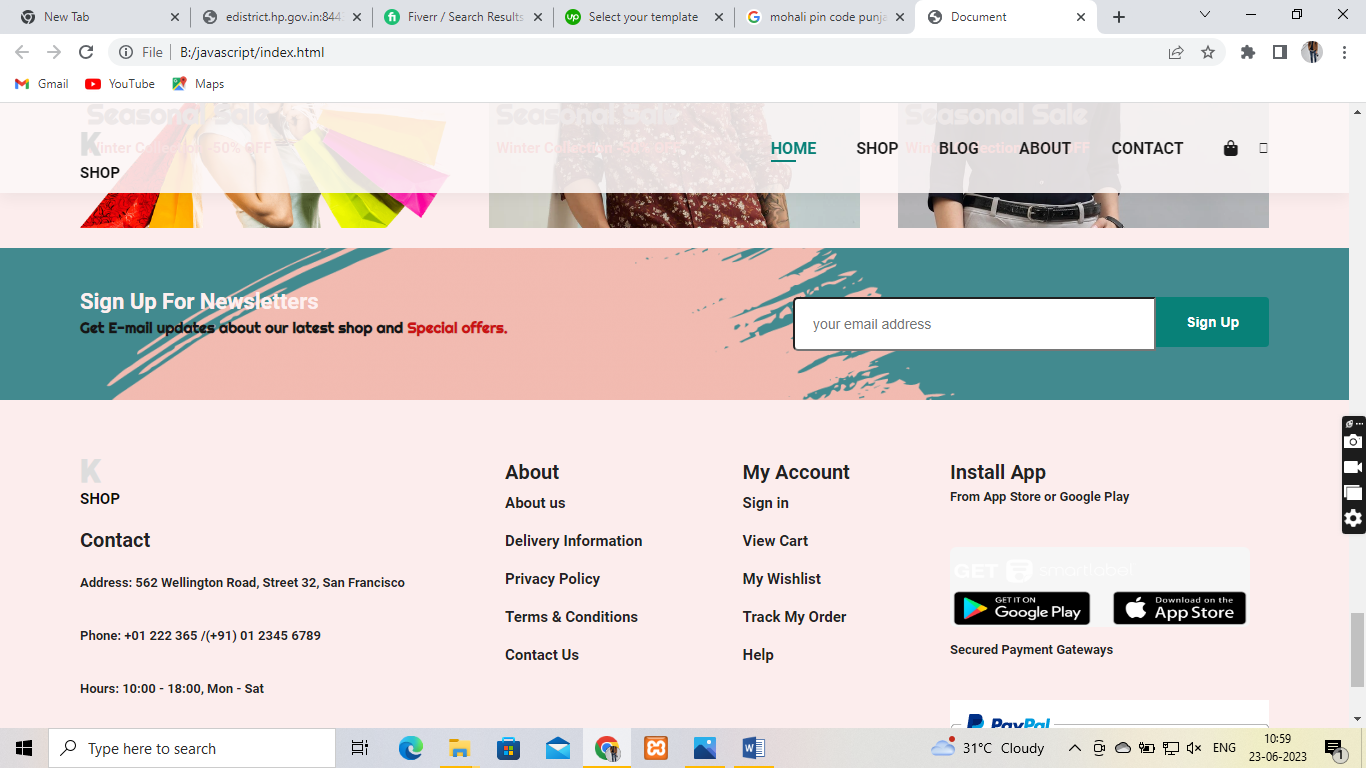 New Tab
edistrict.hp.gov.in:844
Fiverr / Search Results
Select your template
mohali pin code punja
Document
File
B:/javascript/index.html
Gmail
YouTube
Maps
Seasonal Sale
Seasonal Sale
Seasonal Sale
Winter Collection -50% OFF
Winter Collection
OFF
K
SHOP
HOME
SHOP
BLOG
ABOUT
CONTACT
Sign Up For Newsletters
Get E-mail updates about our latest shop and Special offers.
your email address
Sign Up
K
SHOP
Contact
Address: 562 Wellington Road, Street 32, San Francisco
Phone: +01 222 365 /(+91) 01 2345 6789
Hours: 10:00 - 18:00, Mon - Sat
About
About us
Delivery Information
Privacy Policy
Terms & Conditions
Contact Us
My Account
Sign in
View Cart
My Wishlist
Track My Order
Help
Install App
From App Store or Google Play
GET smartlabel
GET IT ON
Google Play
Download on the
App Store
Secured Payment Gateways
PayPal
Type here to search
31°C Cloudy
ENG
10:59
23-06-2023
1